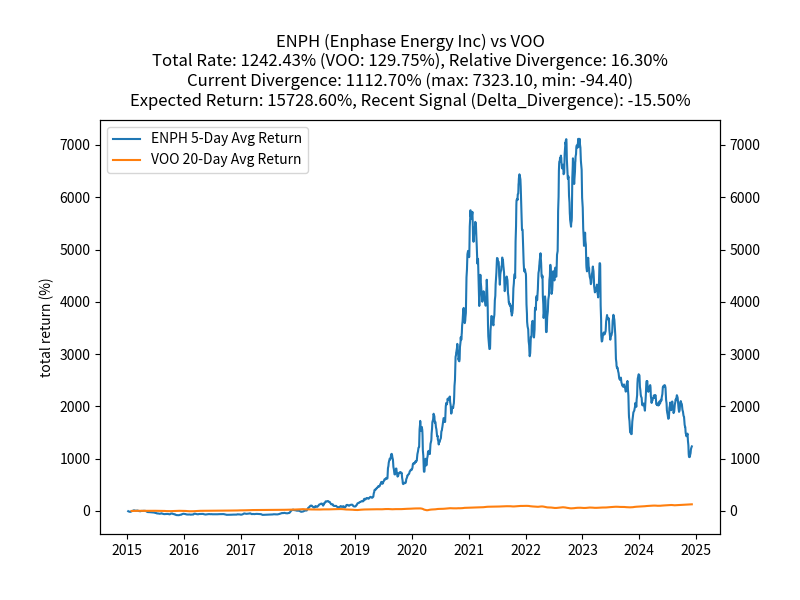 ENPH (Enphase Energy Inc) vs VOO
Total Rate: 1242.43% (VOO: 129.75%), Relative Divergence: 16.30%
Current Divergence: 1112.70% (max: 7323.10, min: -94.40)
Expected Return: 15728.60%, Recent Signal (Delta_Divergence): -15.50%
ENPH 5-Day Avg Return
VOO 20-Day Avg Return
total return (%)
7000
6000
5000
4000
3000
2000
1000
0
7000
6000
5000
4000
3000
2000
1000
0
2015 2016 2017 2018 2019 2020 2021 2022 2023 2024 2025